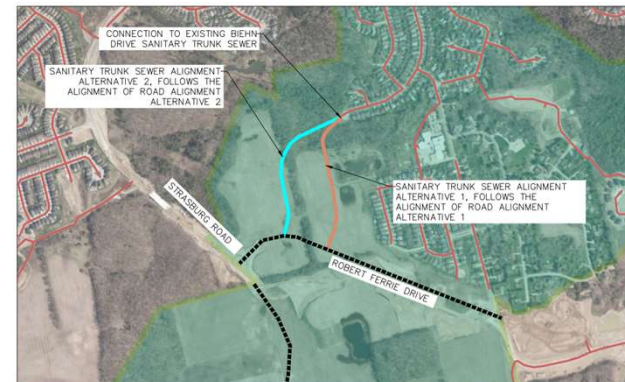 CONNECTION TO EXISTING BIEHN
DRIVE SANITARY TRUNK SEWER
SANITARY TRUNK SEWER ALIGNMENT
ALTERNATIVE 2, FOLLOWS THE
ALIGNMENT OF ROAD ALIGNMENT
ALTERNATIVE 2
STRASBURG ROAD
SANITARY TRUNK SEWER ALIGNMENT
ALTERNATIVE 1, FOLLOWS THE
ALIGNMENT OF ROAD ALIGNMENT
ALTERNATIVE 1
ROBERT FERRIE DRIVE